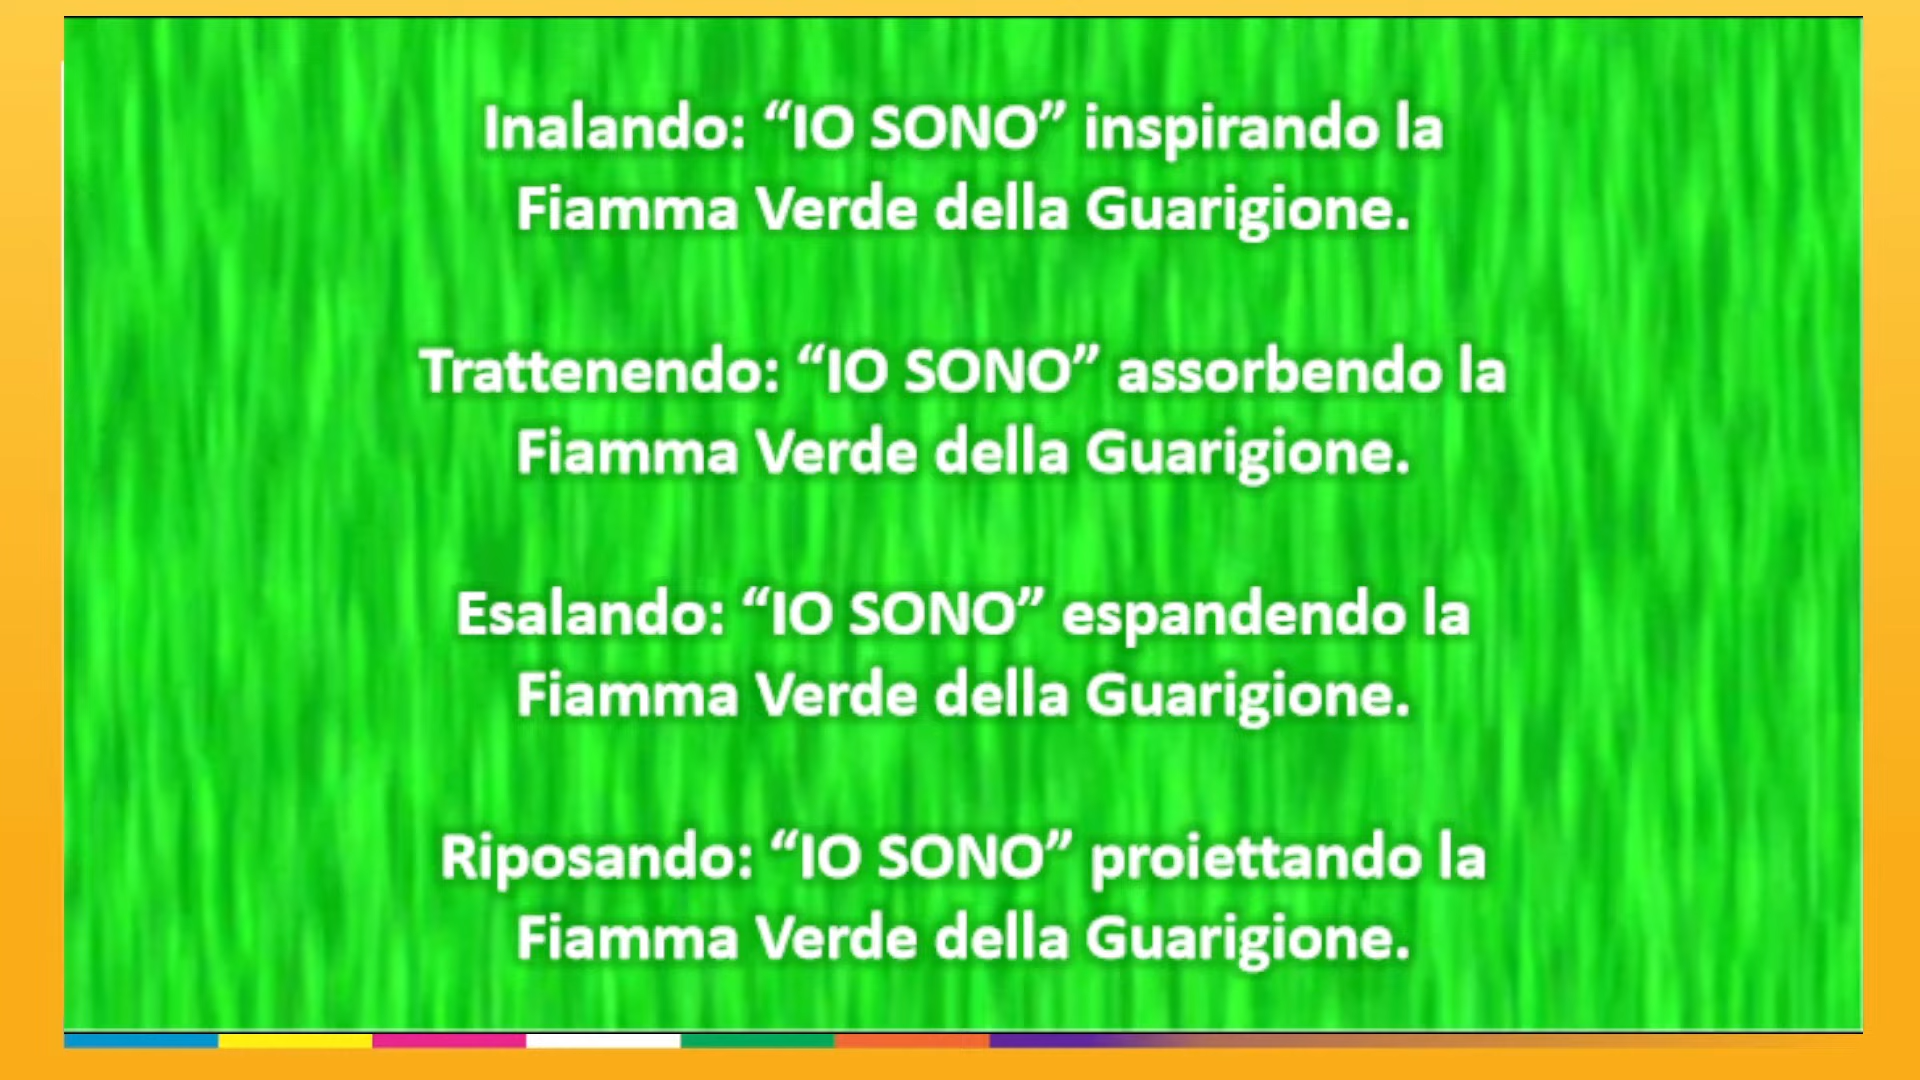 Inalando: “IO SONO” inspirando la
Fiamma Verde della Guarigione.
Trattenendo: “IO SONO” assorbendo la
Fiamma Verde della Guarigione.
Esalando: “IO SONO” espandendo la
Fiamma Verde della Guarigione.
Riposando: “IO SONO” proiettando la
Fiamma Verde della Guarigione.